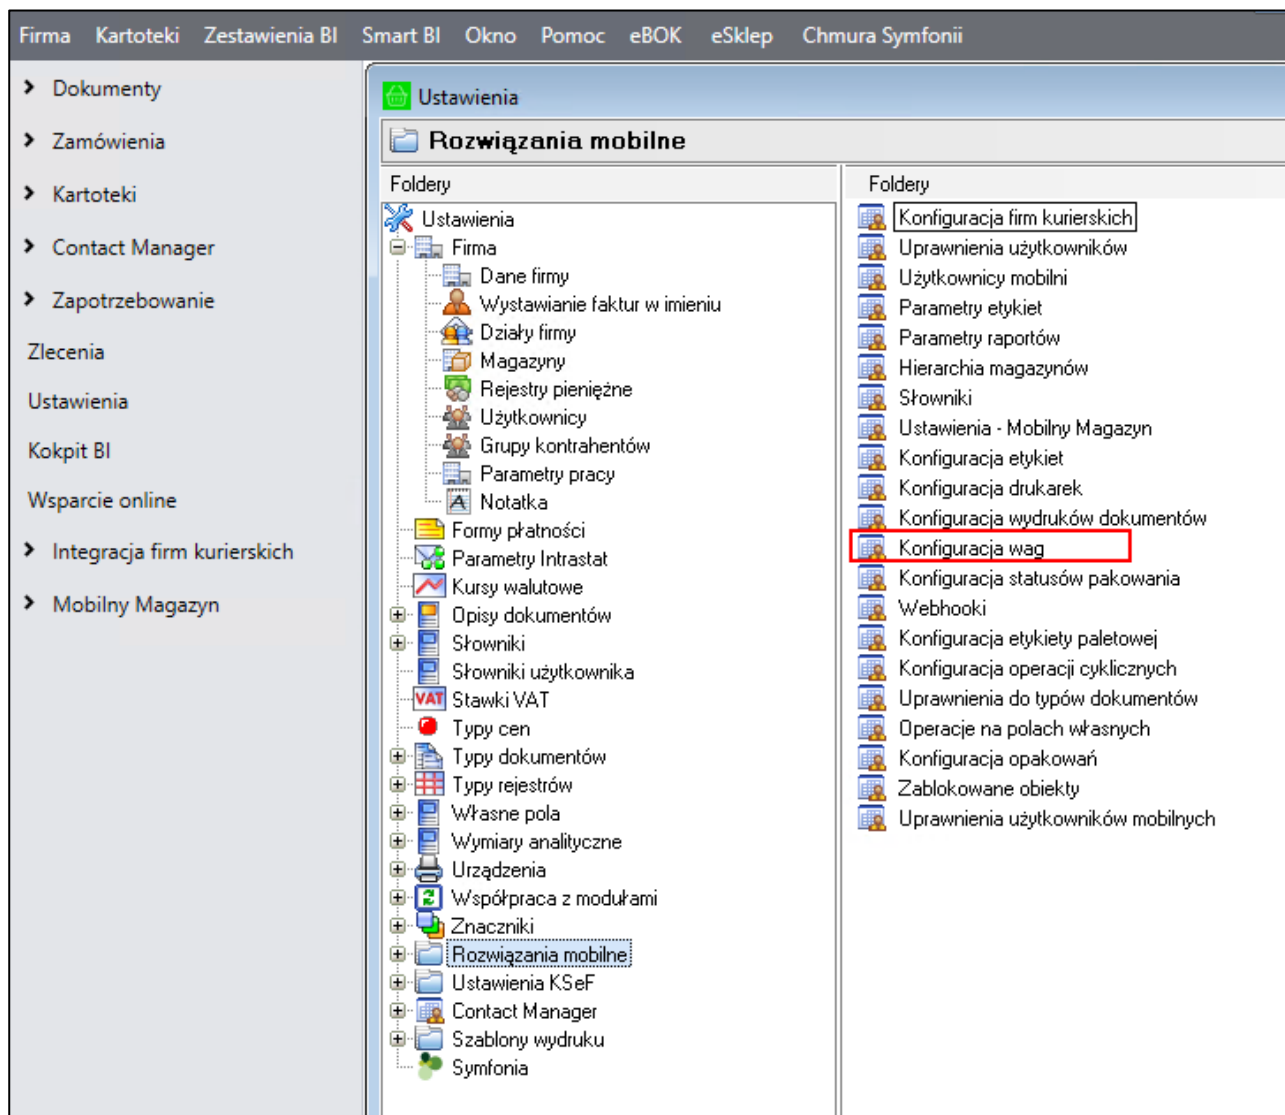 Firma Kartoteki Zestawienia BI Smart BI Okno Pomoc eBOK eSklep Chmura Symfonii
Dokumenty
Zamówienia
Kartoteki
Contact Manager
Zapotrzebowanie
Zlecenia
Ustawienia
Kokpit BI
Wsparcie online
Integracja firm kurierskich
Mobilny Magazyn
Ustawienia
Rozwiązania mobilne
Foldery
Ustawienia
Firma
Dane firmy
Wystawianie faktur w imieniu
Działy firmy
Magazyny
Rejestry pieniężne
Użytkownicy
Grupy kontrahentów
Parametry pracy
Notatka
Formy płatności
Parametry Intrastat
Kursy walutowe
Opisy dokumentów
Słowniki
Słowniki użytkownika
VAT Stawki VAT
Typy cen
Typy dokumentów
Typy rejestrów
Własne pola
Wymiary analityczne
Urządzenia
Współpraca z modułami
Znaczniki
Rozwiązania mobilne
Ustawienia KSeF
Contact Manager
Szablony wydruku
Symfonia
Foldery
Konfiguracja firm kurierskich
Uprawnienia użytkowników
Użytkownicy mobilni
Parametry etykiet
Parametry raportów
Hierarchia magazynów
Słowniki
Ustawienia - Mobilny Magazyn
Konfiguracja etykiet
Konfiguracja drukarek
Konfiguracja wydruków dokumentów
Konfiguracja wag
Konfiguracja statusów pakowania
Webhooki
Konfiguracja etykiety paletowej
Konfiguracja operacji cyklicznych
Uprawnienia do typów dokumentów
Operacje na polach własnych
Konfiguracja opakowań
Zablokowane obiekty
Uprawnienia użytkowników mobilnych